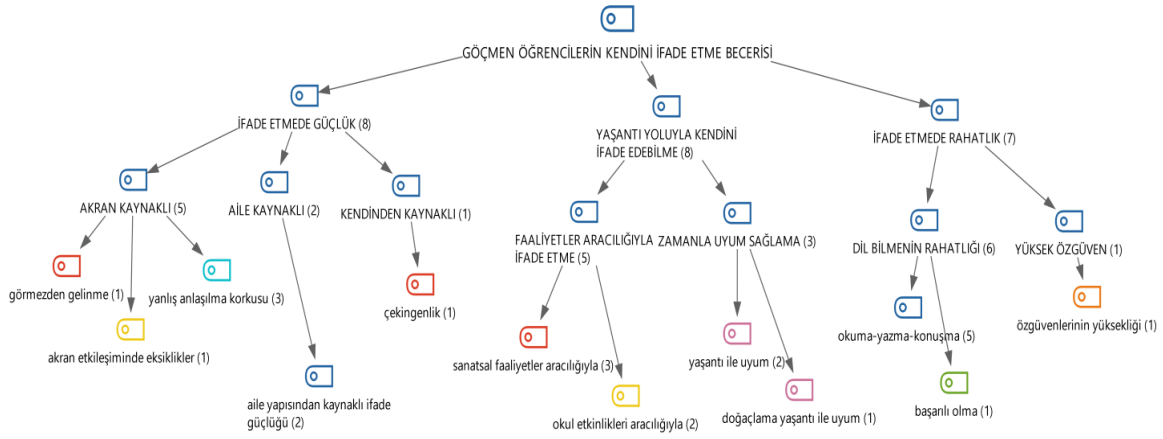 GÖÇMEN ÖĞRENCİLERİN KENDİNİ İFADE ETME BECERİSİ
İFADE ETMEDE GÜÇLÜK (8)
YAŞANTI YOLUYLA KENDİNİ
İFADE EDEBİLME (8)
İFADE ETMEDE RAHATLIK (7)
AKRAN KAYNAKLI (5)
AİLE KAYNAKLI (2)
KENDİNDEN KAYNAKLI (1)
FAALİYETLER ARACILIĞIYLA
İFADE ETME (5)
ZAMANLA UYUM SAĞLAMA (3)
DİL BİLMENİN RAHATLIĞI (6)
YÜKSEK ÖZGÜVEN (1)
görmezden gelinme (1)
yanlış anlaşılma korkusu (3)
akran etkileşiminde eksiklikler (1)
aile yapısından kaynaklı ifade
güçlüğü (2)
çekingenlik (1)
sanatsal faaliyetler aracılığıyla (3)
okul etkinlikleri aracılığıyla (2)
yaşantı ile uyum (2)
doğaçlama yaşantı ile uyum (1)
okuma-yazma-konuşma (5)
başarılı olma (1)
özgüvenlerinin yüksekliği (1)